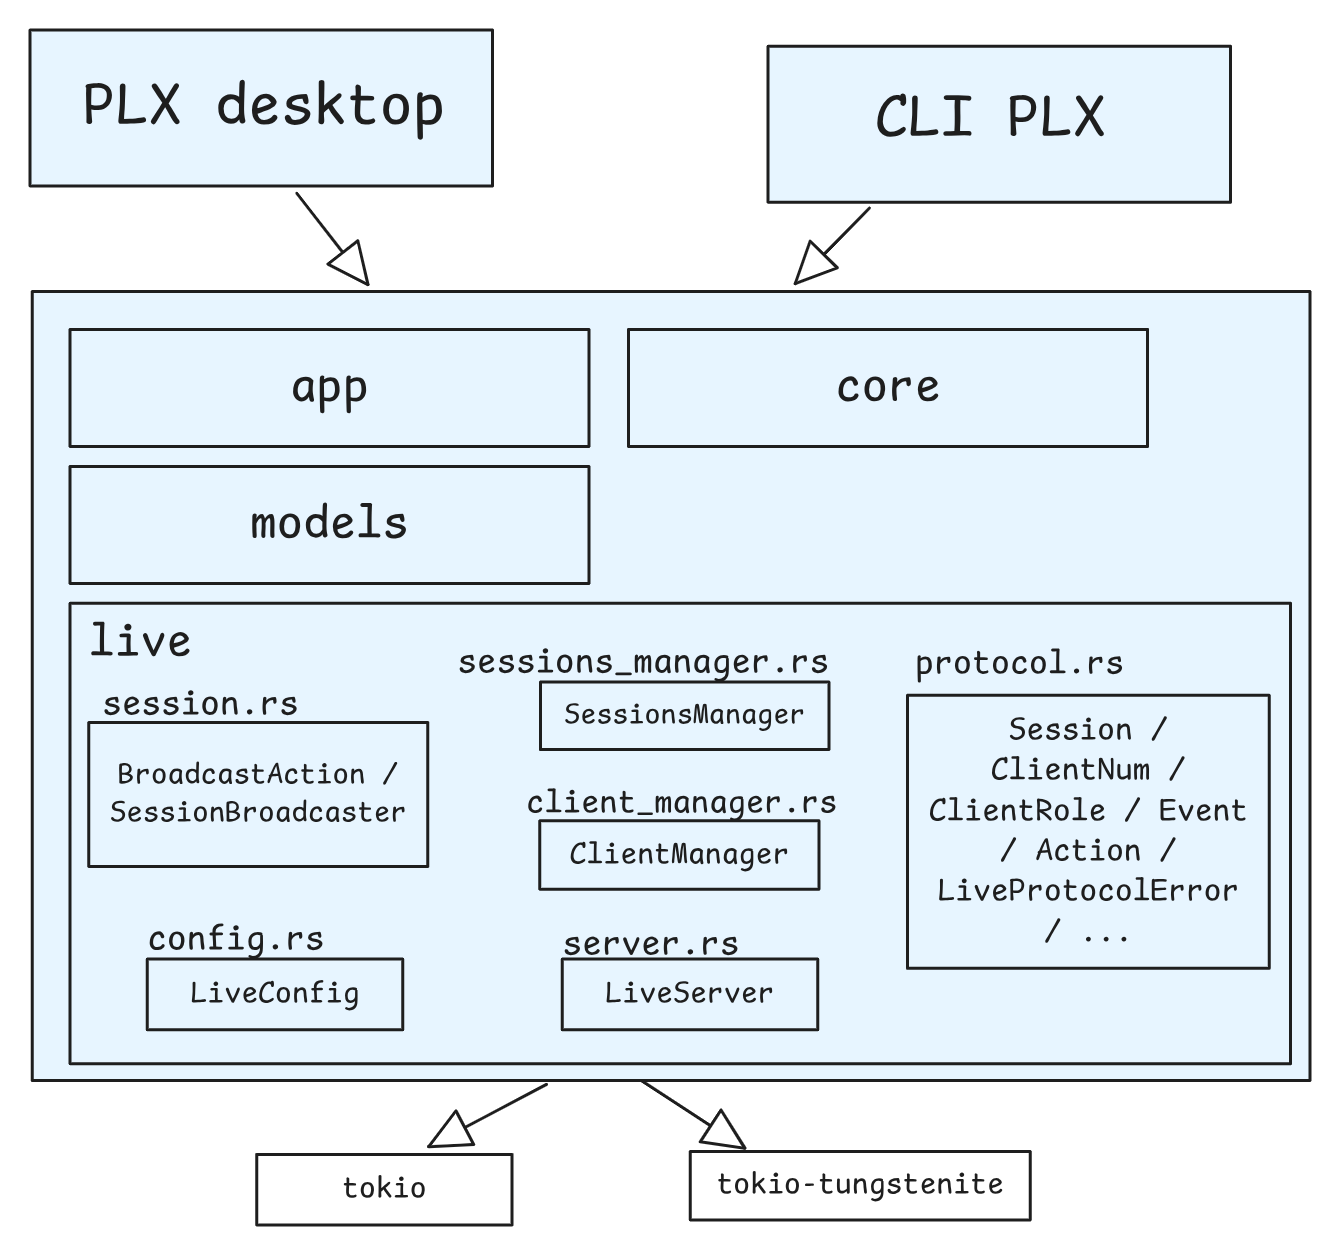 PLX desktop
CLI PLX
app
core
models
live
session.rs
BroadcastAction /
SessionBroadcaster
sessions_manager.rs
SessionsManager
client_manager.rs
ClientManager
protocol.rs
Session /
ClientNum /
ClientRole / Event
/ Action /
LiveProtocolError
/ ...
config.rs
LiveConfig
server.rs
LiveServer
tokio
tokio-tungstenite